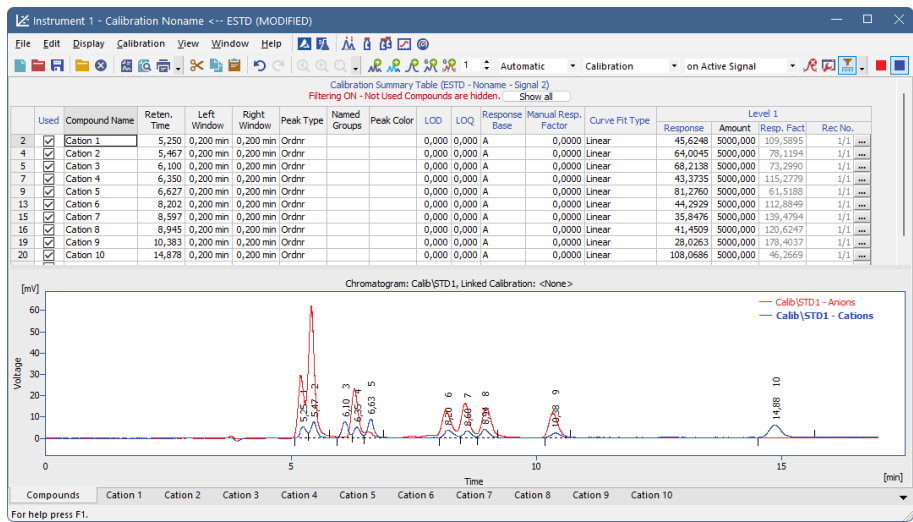 Instrument 1 - Calibration Noname <-- ESTD (MODIFIED)
File Edit Display Calibration View Window Help
1 Automatic Calibration on Active Signal
Calibration Summary Table (ESTD - Noname - Signal 2)
Filtering ON - Not Used Compounds are hidden. Show all
Used Compound Name Reten. Time Left Window Right Window Peak Type Named Groups Peak Color LOD LOQ Response Base Manual Resp. Factor Curve Fit Type Level 1
Response Amount Resp. Fact Rec No.
2 Cation 1 5,250 0,200 min 0,200 min Ordnr 0,000 0,000 A 0,0000 Linear 45,6248 5000,000 109,5895 1/1 ...
4 Cation 2 5,467 0,200 min 0,200 min Ordnr 0,000 0,000 A 0,0000 Linear 64,0045 5000,000 78,1194 1/1 ...
5 Cation 3 6,100 0,200 min 0,200 min Ordnr 0,000 0,000 A 0,0000 Linear 68,2138 5000,000 73,2990 1/1 ...
7 Cation 4 6,350 0,200 min 0,200 min Ordnr 0,000 0,000 A 0,0000 Linear 43,3735 5000,000 115,2779 1/1 ...
9 Cation 5 6,627 0,200 min 0,200 min Ordnr 0,000 0,000 A 0,0000 Linear 81,2760 5000,000 61,5188 1/1 ...
13 Cation 6 8,202 0,200 min 0,200 min Ordnr 0,000 0,000 A 0,0000 Linear 44,2929 5000,000 112,8849 1/1 ...
15 Cation 7 8,597 0,200 min 0,200 min Ordnr 0,000 0,000 A 0,0000 Linear 35,8476 5000,000 139,4794 1/1 ...
16 Cation 8 8,945 0,200 min 0,200 min Ordnr 0,000 0,000 A 0,0000 Linear 41,4509 5000,000 120,6247 1/1 ...
19 Cation 9 10,383 0,200 min 0,200 min Ordnr 0,000 0,000 A 0,0000 Linear 28,0263 5000,000 178,4037 1/1 ...
20 Cation 10 14,878 0,200 min 0,200 min Ordnr 0,000 0,000 A 0,0000 Linear 108,0686 5000,000 46,2669 1/1 ...
Chromatogram: Calib\STD1, Linked Calibration: <None>
[mV]
Calib\STD1 - Anions
Calib\STD1 - Cations
60
50
40
30
20
10
0
Voltage
5,25 1
5,47 2
6,10 3
6,35 4
6,63 5
8,20 6
8,60 7
8,94 8
10,38 9
14,88 10
0 5 10 15
Time [min]
Compounds Cation 1 Cation 2 Cation 3 Cation 4 Cation 5 Cation 6 Cation 7 Cation 8 Cation 9 Cation 10
For help press F1.